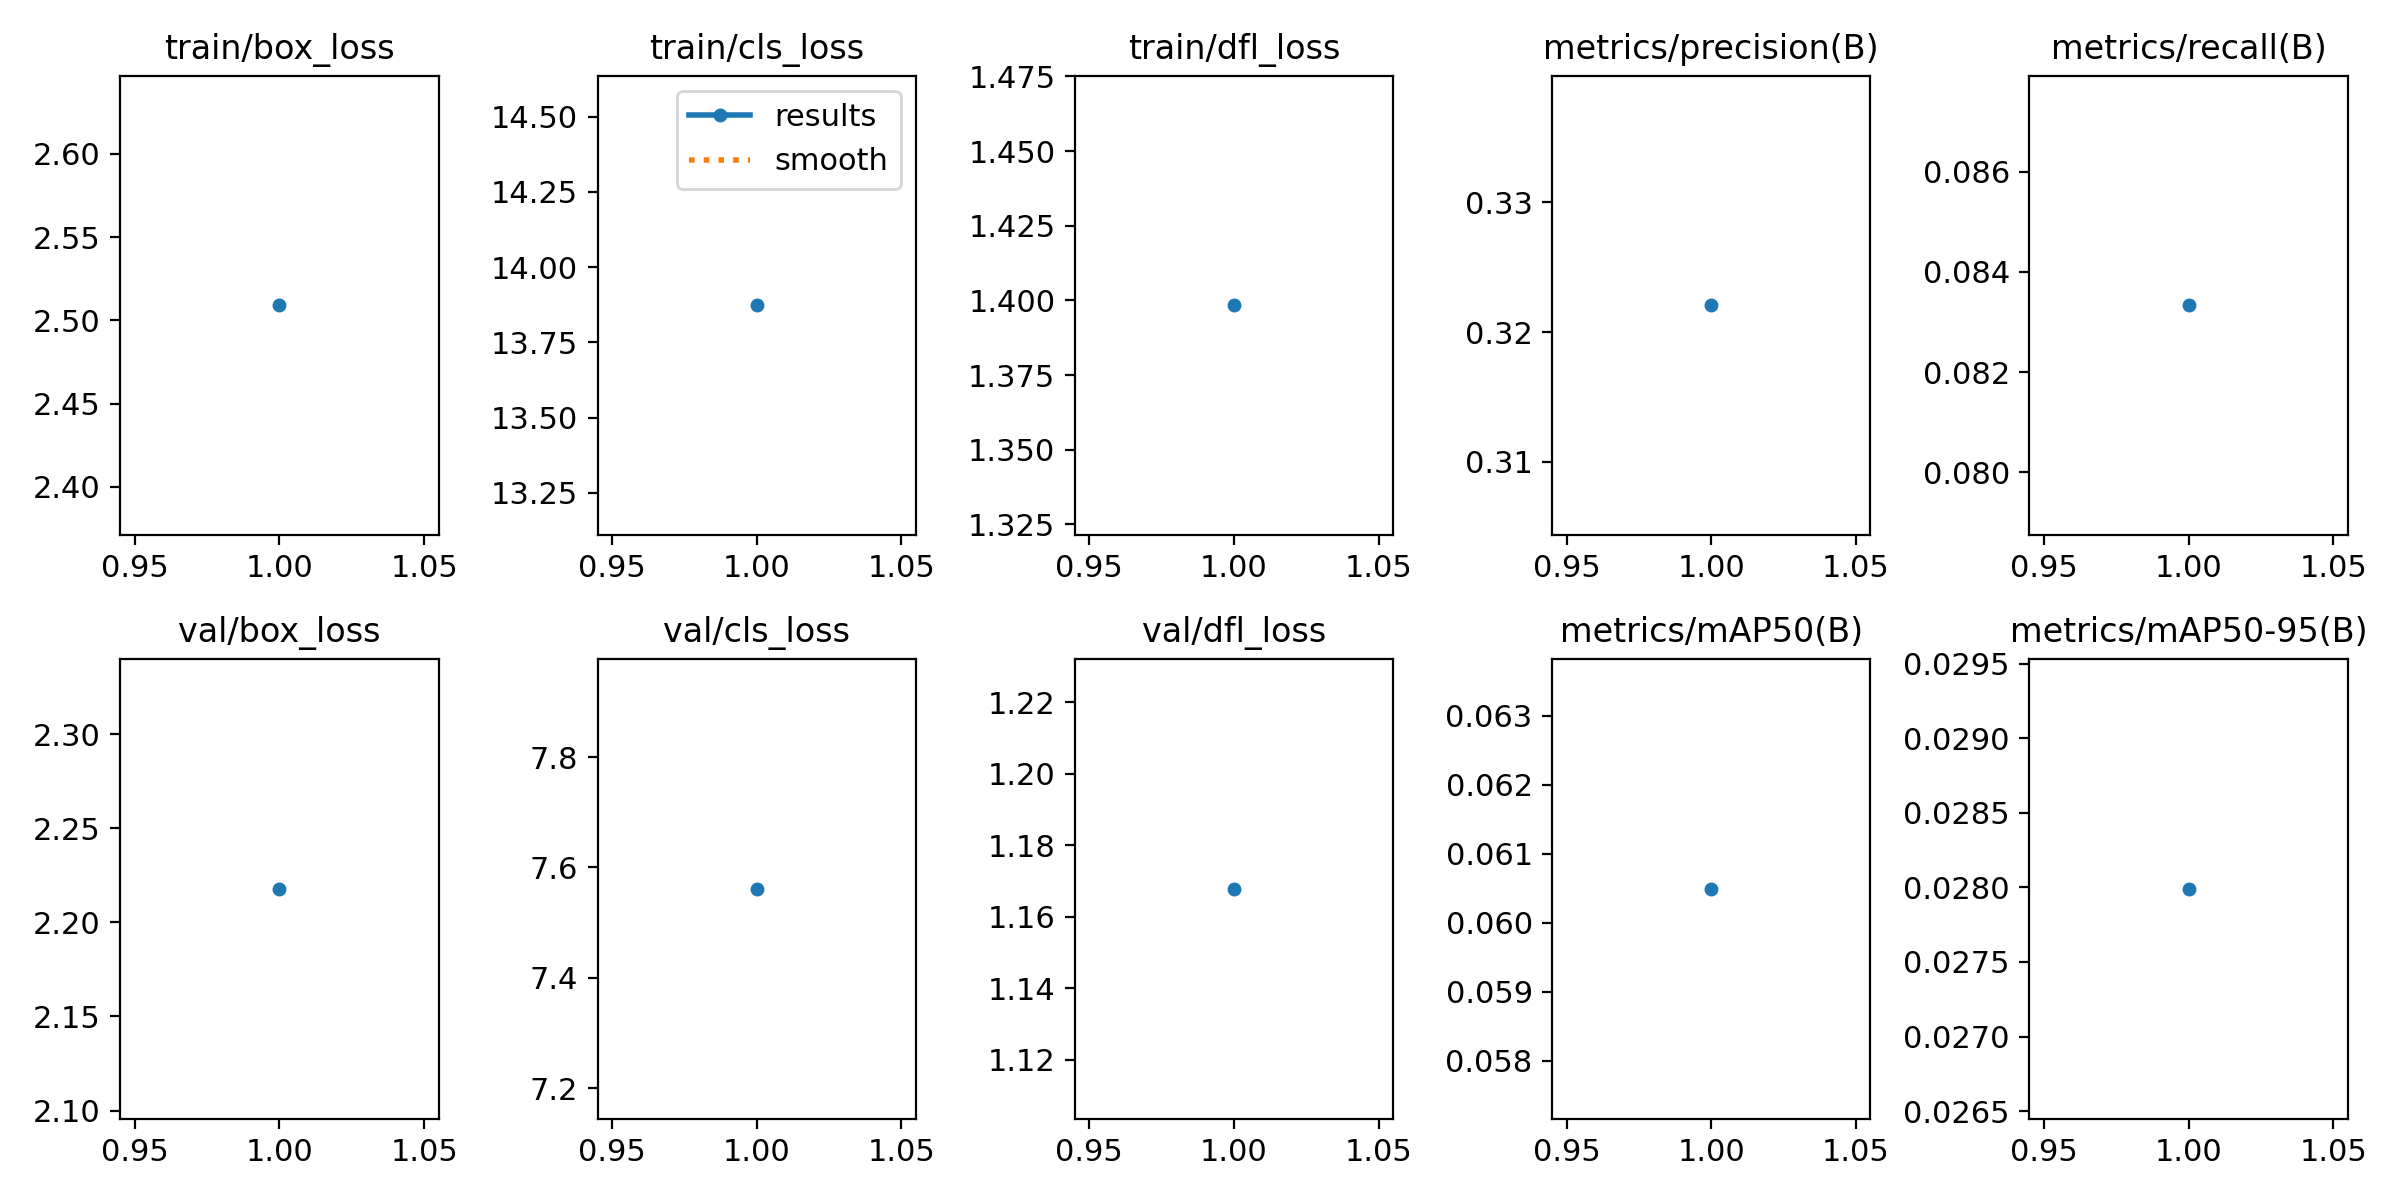 train/box_loss
2.60
2.55
2.50
2.45
2.40
0.95 1.00 1.05
train/cls_loss
results
smooth
14.50
14.25
14.00
13.75
13.50
13.25
0.95 1.00 1.05
train/dfl_loss
1.475
1.450
1.425
1.400
1.375
1.350
1.325
0.95 1.00 1.05
metrics/precision(B)
0.33
0.32
0.31
0.95 1.00 1.05
metrics/recall(B)
0.086
0.084
0.082
0.080
0.95 1.00 1.05
val/box_loss
2.30
2.25
2.20
2.15
2.10
0.95 1.00 1.05
val/cls_loss
7.8
7.6
7.4
7.2
0.95 1.00 1.05
val/dfl_loss
1.22
1.20
1.18
1.16
1.14
1.12
0.95 1.00 1.05
metrics/mAP50(B)
0.063
0.062
0.061
0.060
0.059
0.058
0.95 1.00 1.05
metrics/mAP50-95(B)
0.0295
0.0290
0.0285
0.0280
0.0275
0.0270
0.0265
0.95 1.00 1.05